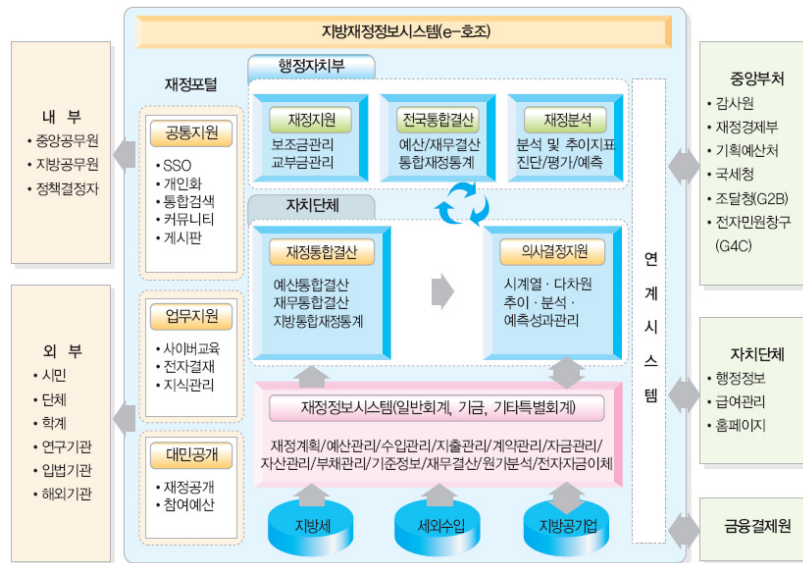 지방재정정보시스템(e-호조)
내 부
• 중앙공무원
• 지방공무원
• 정책결정자
외 부
• 시민
• 단체
• 학계
• 연구기관
• 입법기관
• 해외기관
재정포털
공통지원
• SSO
• 개인화
• 통합검색
• 커뮤니티
• 게시판
업무지원
• 사이버교육
• 전자결재
• 지식관리
대민공개
• 재정공개
• 참여예산
행정자치부
재정지원
보조금관리
교부금관리
전국통합결산
예산/재무결산
통합재정통계
재정분석
분석 및 추이지표
진단/평가/예측
자치단체
재정통합결산
예산통합결산
재무통합결산
지방통합재정통계
의사결정지원
시계열 · 다차원
추이 · 분석 ·
예측성과관리
재정정보시스템(일반회계, 기금, 기타특별회계)
재정계획/예산관리/수입관리/지출관리/계약관리/자금관리/
자산관리/부채관리/기준정보/재무결산/원가분석/전자자금이체
지방세
세외수입
지방공기업
연계시스템
중앙부처
• 감사원
• 재정경제부
• 기획예산처
• 국세청
• 조달청(G2B)
• 전자민원창구
(G4C)
자치단체
• 행정정보
• 급여관리
• 홈페이지
금융결제원